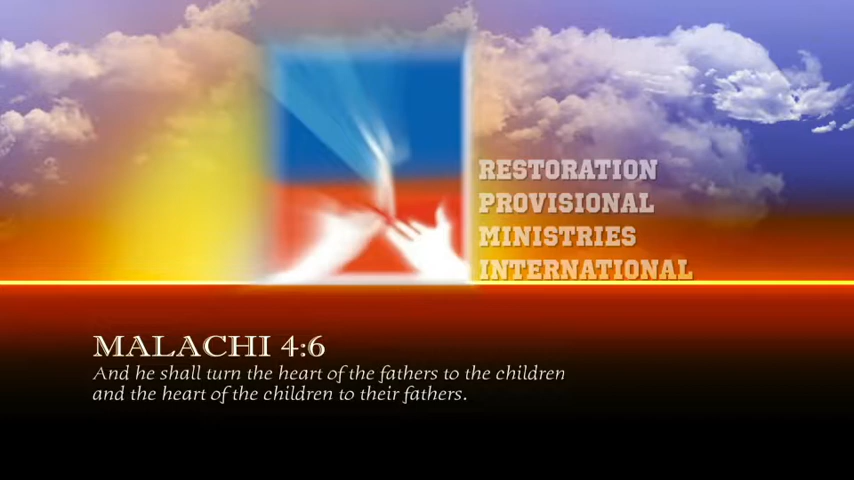 RESTORATION
PROVISIONAL
MINISTRIES
INTERNATIONAL
MALACHI 4:6
And he shall turn the heart of the fathers to the children
and the heart of the children to their fathers.